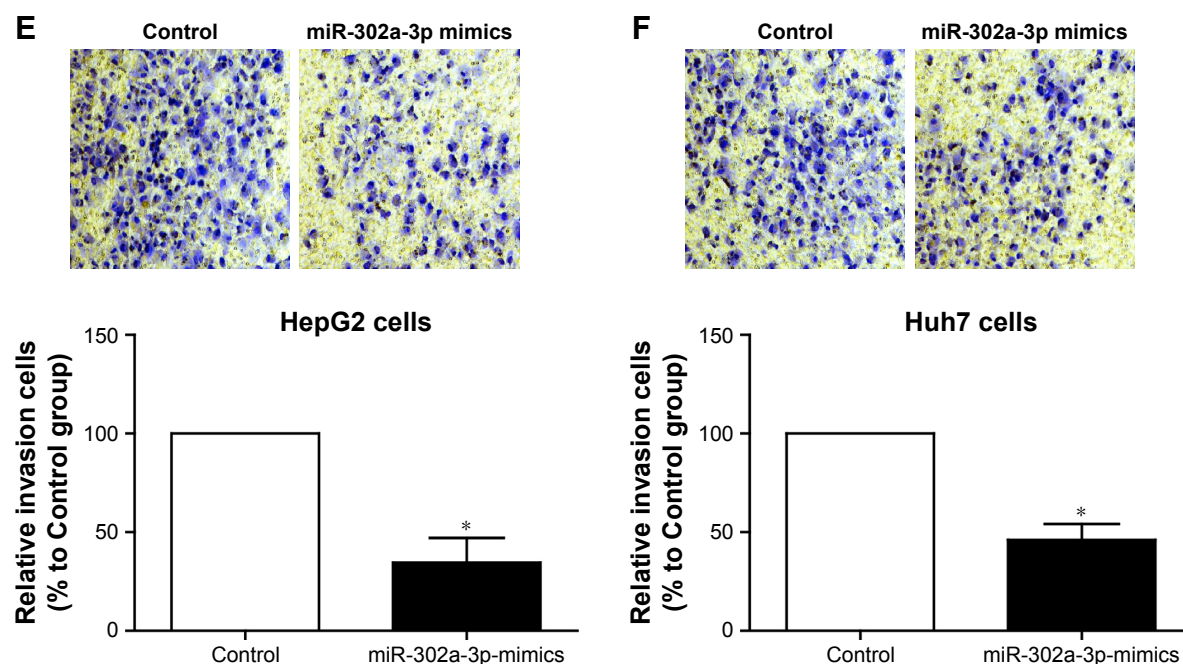 E
Control
miR-302a-3p mimics
HepG2 cells
Relative invasion cells
(% to Control group)
150
100
50
0
*
Control
miR-302a-3p-mimics
F
Control
miR-302a-3p mimics
Huh7 cells
Relative invasion cells
(% to Control group)
150
100
50
0
*
Control
miR-302a-3p-mimics